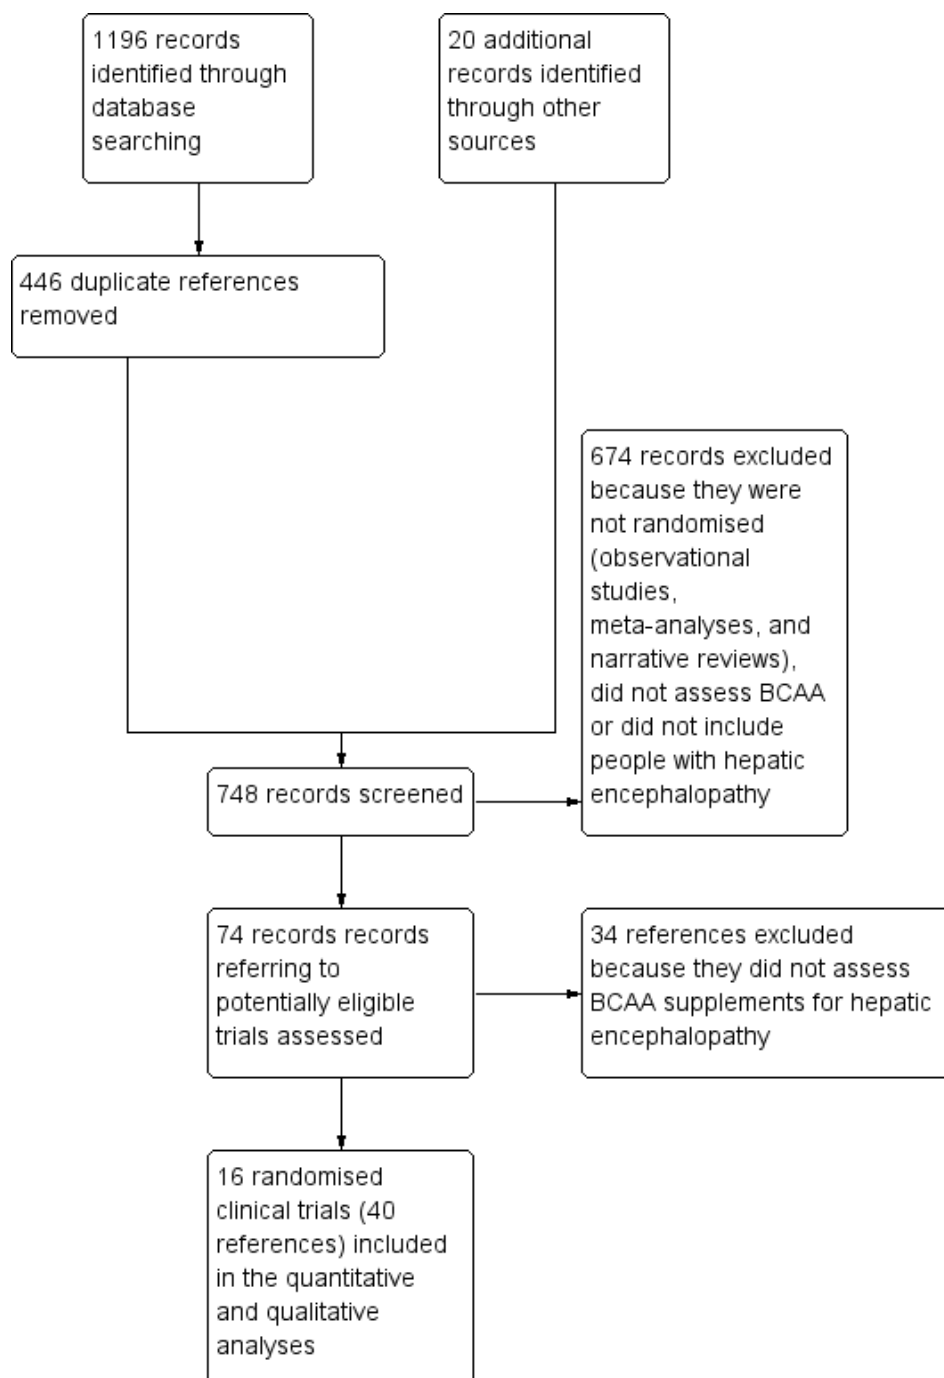 1196 records
identified through
database
searching
20 additional
records identified
through other
sources
446 duplicate references
removed
674 records excluded
because they were
not randomised
(observational
studies,
meta-analyses, and
narrative reviews),
did not assess BCAA
or did not include
people with hepatic
encephalopathy
748 records screened
74 records records
referring to
potentially eligible
trials assessed
34 references excluded
because they did not assess
BCAA supplements for hepatic
encephalopathy
16 randomised
clinical trials (40
references) included
in the quantitative
and qualitative
analyses